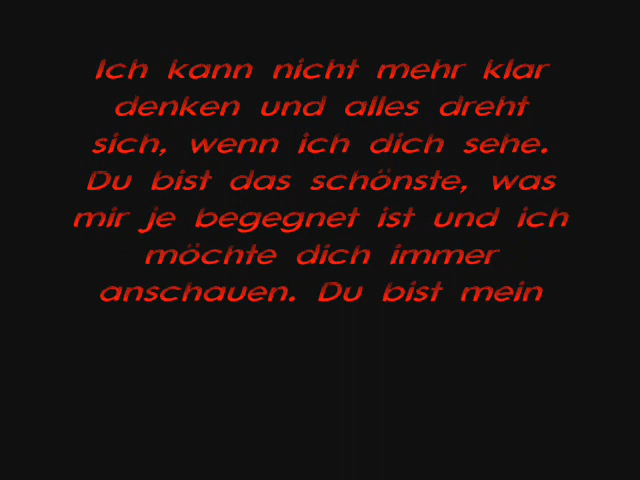 Ich kann nicht mehr klar
denken und alles dreht
sich, wenn ich dich sehe.
Du bist das schönste, was
mir je begegnet ist und ich
möchte dich immer
anschauen. Du bist mein